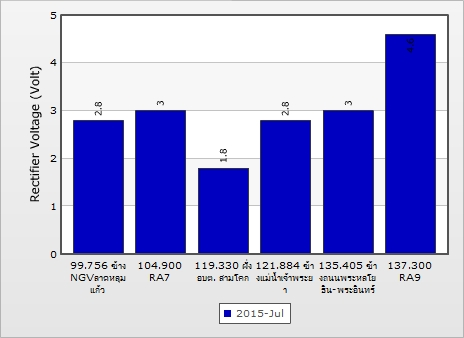 5
4
3
2
1
0
Rectifier Voltage (Volt)
2.8
3
1.8
2.8
3
4.6
99.756 ข้าง
NGVลาดหลุม
แก้ว
104.900
RA7
119.330 ฝั่ง
อบต. สามโคก
121.884 ข้า
งแม่น้ำเจ้าพระย
า
135.405 ข้า
งถนนพระหลโย
ธิน-พระอินทร์
137.300
RA9
2015-Jul